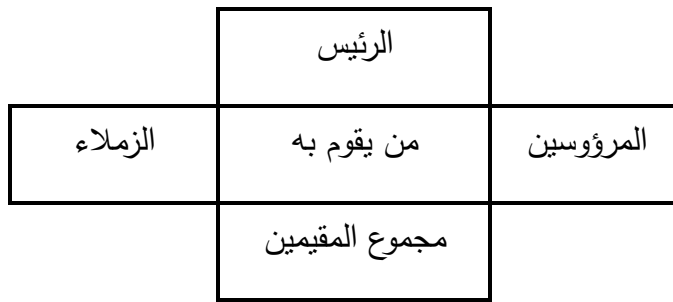 الرئيس
المرؤوسين
من يقوم به
الزملاء
مجموع المقيمين